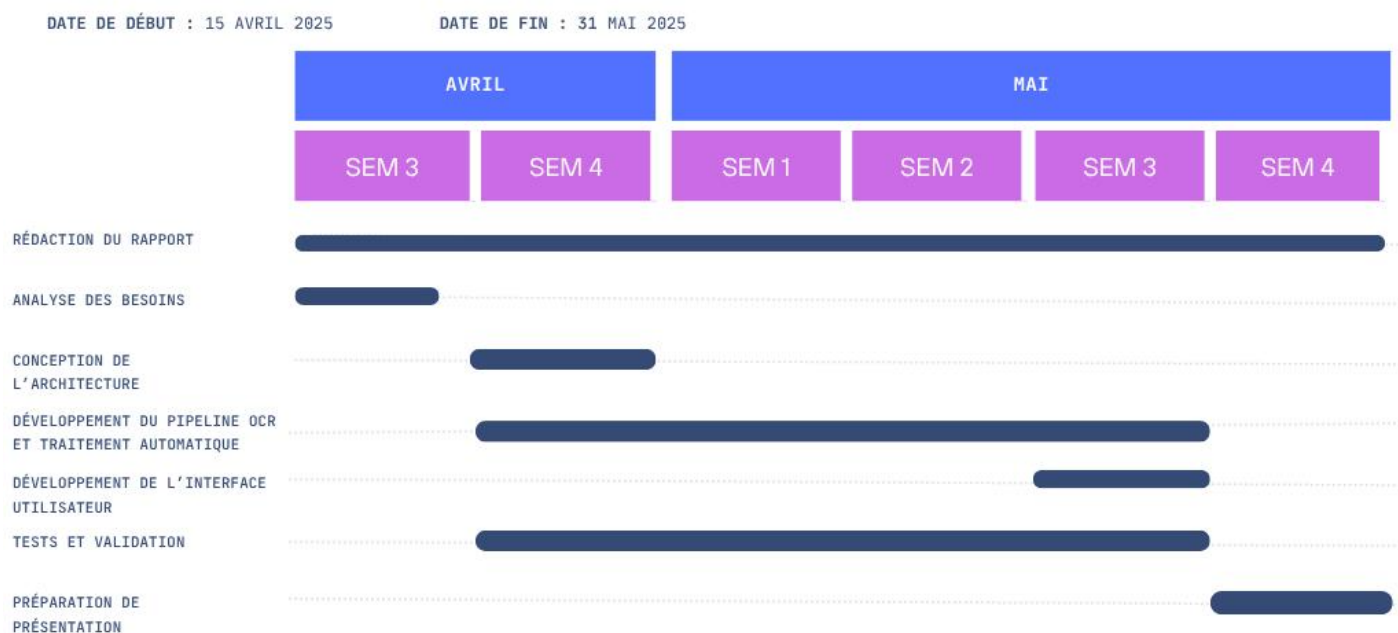 DATE DE DÉBUT : 15 AVRIL 2025 DATE DE FIN : 31 MAI 2025
AVRIL MAI
SEM 3 SEM 4 SEM 1 SEM 2 SEM 3 SEM 4
RÉDACTION DU RAPPORT
ANALYSE DES BESOINS
CONCEPTION DE
L'ARCHITECTURE
DÉVELOPPEMENT DU PIPELINE OCR
ET TRAITEMENT AUTOMATIQUE
DÉVELOPPEMENT DE L'INTERFACE
UTILISATEUR
TESTS ET VALIDATION
PRÉPARATION DE
PRÉSENTATION